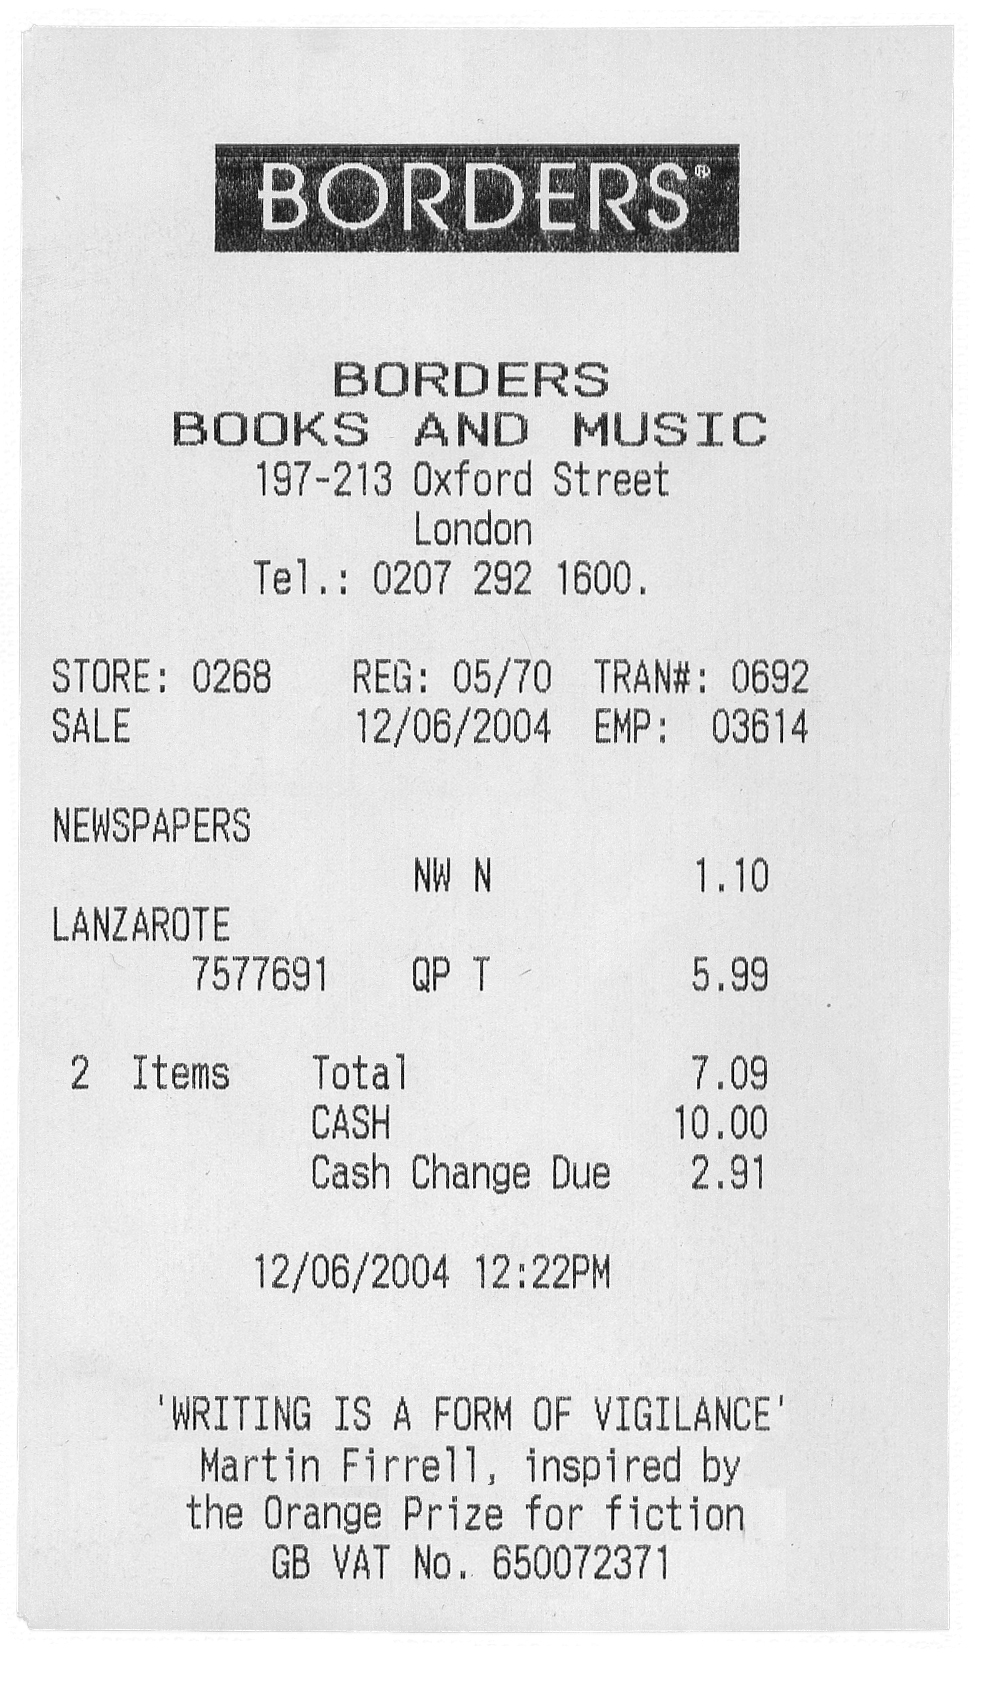 BORDERS®
BORDERS
BOOKS AND MUSIC
197-213 Oxford Street
London
Tel.: 0207 292 1600.
STORE: 0268 REG: 05/70 TRAN#: 0692
SALE 12/06/2004 EMP: 03614
NEWSPAPERS
NW N 1.10
LANZAROTE
7577691 QP T 5.99
2 Items Total 7.09
CASH 10.00
Cash Change Due 2.91
12/06/2004 12:22PM
'WRITING IS A FORM OF VIGILANCE'
Martin Firrell, inspired by
the Orange Prize for fiction
GB VAT No. 650072371